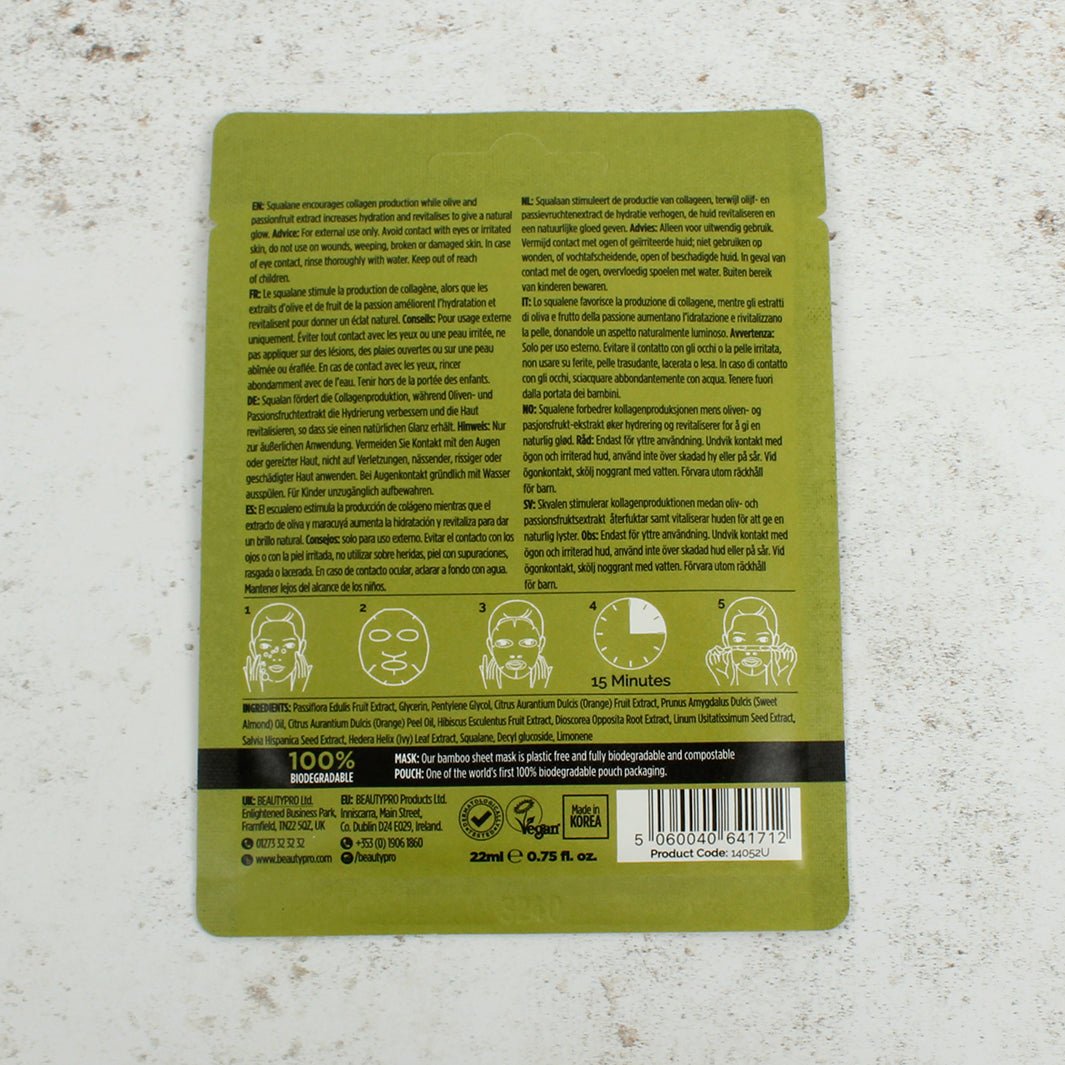 EN: Squalane encourages collagen production while olive and
passionfruit extract increases hydration and revitalises to give a natural
glow. Advice: For external use only. Avoid contact with eyes or irritated
skin, do not use on wounds, weeping, broken or damaged skin. In case
of eye contact, rinse thoroughly with water. Keep out of reach
of children.
FR: Le squalane stimule la production de collagène, alors que les
extraits d'olive et de fruit de la passion améliorent l'hydratation et
revitalisent pour donner un éclat naturel. Conseils: Pour usage externe
uniquement. Éviter tout contact avec les yeux ou une peau irritée, ne
pas appliquer sur des lésions, des plaies ouvertes ou sur une peau
abîmée ou éraflée. En cas de contact avec les yeux, rincer
abondamment avec de l'eau. Tenir hors de la portée des enfants.
DE: Squalan fördert die Collagenproduktion, während Oliven- und
Passionsfruchtextrakt die Hydrierung verbessern und die Haut
revitalisieren, so dass sie einen natürlichen Glanz erhält. Hinweis: Nur
zur äußerlichen Anwendung. Vermeiden Sie Kontakt mit den Augen
oder gereizter Haut, nicht auf Verletzungen, nässender, rissiger oder
geschädigter Haut anwenden. Bei Augenkontakt gründlich mit Wasser
ausspülen. Für Kinder unzugänglich aufbewahren.
ES: El escualeno estimula la producción de colágeno mientras que el
extracto de oliva y maracuyá aumenta la hidratación y revitaliza para dar
un brillo natural. Consejos: solo para uso externo. Evitar el contacto con los
ojos o con la piel irritada, no utilizar sobre heridas, piel con supuraciones,
rasgada o lacerada. En caso de contacto ocular, aclarar a fondo con agua.
Mantener lejos del alcance de los niños.
NL: Squalaan stimuleert de productie van collageen, terwijl olijf- en
passievruchtenextract de hydratie verhogen, de huid revitaliseren en
een natuurlijke gloed geven. Advies: Alleen voor uitwendig gebruik.
Vermijd contact met ogen of geïrriteerde huid; niet gebruiken op
wonden, of vochtafscheidende, open of beschadigde huid. In geval van
contact met de ogen, overvloedig spoelen met water. Buiten bereik
van kinderen bewaren.
IT: Lo squalene favorisce la produzione di collagene, mentre gli estratti
di oliva e frutto della passione aumentano l'idratazione e rivitalizzano
la pelle, donandole un aspetto naturalmente luminoso. Avvertenza:
Solo per uso esterno. Evitare il contatto con gli occhi o la pelle irritata,
non usare su ferite, pelle trasudante, lacerata o lesa. In caso di contatto
con gli occhi, sciacquare abbondantemente con acqua. Tenere fuori
dalla portata dei bambini.
NO: Squalene forbedrer kollagenproduksjonen mens oliven- og
pasjonsfrukt-ekstrakt øker hydrering og revitaliserer for å gi en
naturlig glød. Råd: Endast för yttre användning. Undvik kontakt med
ögon och irriterad hud, använd inte över skadad hy eller på sår. Vid
ögonkontakt, skölj noggrant med vatten. Förvara utom räckhåll
för barn.
SV: Skvalen stimulerar kollagenproduktionen medan oliv- och
passionsfruktsextrakt återfuktar samt vitaliserar huden för att ge en
naturlig lyster. Obs: Endast för yttre användning. Undvik kontakt med
ögon och irriterad hud, använd inte över skadad hud eller på sår. Vid
ögonkontakt, skölj noggrant med vatten. Förvara utom räckhåll
för barn.
1 2 3 4 5
15 Minutes
INGREDIENTS: Passiflora Edulis Fruit Extract, Glycerin, Pentylene Glycol, Citrus Aurantium Dulcis (Orange) Fruit Extract, Prunus Amygdalus Dulcis (Sweet
Almond) Oil, Citrus Aurantium Dulcis (Orange) Peel Oil, Hibiscus Esculentus Fruit Extract, Dioscorea Opposita Root Extract, Linum Usitatissimum Seed Extract,
Salvia Hispanica Seed Extract, Hedera Helix (Ivy) Leaf Extract, Squalane, Decyl glucoside, Limonene
100%
BIODEGRADABLE
MASK: Our bamboo sheet mask is plastic free and fully biodegradable and compostable
POUCH: One of the world's first 100% biodegradable pouch packaging.
UK: BEAUTYPRO Ltd.
Enlightened Business Park,
Framfield, TN22 5QZ, UK
01273 32 32 32
www.beautypro.com
EU: BEAUTYPRO Products Ltd.
Inniscarra, Main Street,
Co. Dublin D24 E029, Ireland.
+353 (0) 1906 1860
/beautypro
DERMATOLOGICALLY
TESTED
Vegan
Made in
KOREA
22ml ℮ 0.75 fl. oz.
5 060040 641712
Product Code: 14052U